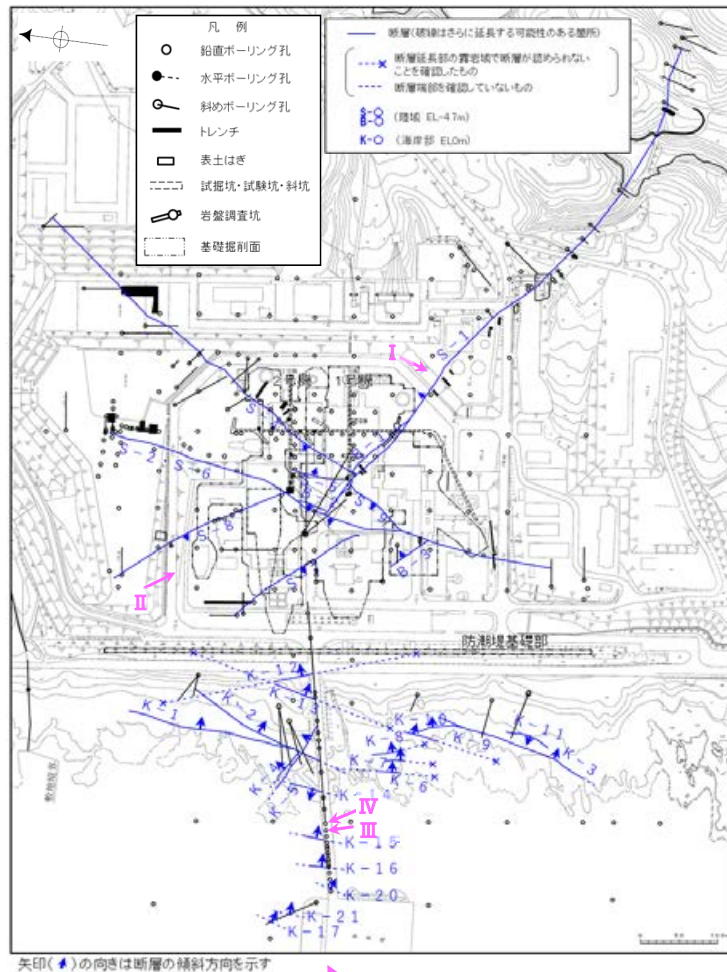 凡 例
鉛直ボーリング孔
水平ボーリング孔
斜めボーリング孔
トレンチ
表土はぎ
試掘坑・試験坑・斜坑
岩盤調査坑
基礎掘削面
断層(破線はさらに延長する可能性のある箇所)
断層延長部の露岩域で断層が認められない
ことを確認したもの
断層端部を確認していないもの
S-○
B-○
(陸域 EL-47m)
K-○ (海岸部 EL0m)
I
S-1
2号機
1号機
S-2・S-6
S-8
B-3
II
防潮堤基礎部
K-12
K-13
K-1
K-2
K-10
K-11
K-8
K-9
K-3
K-6
K-5
K-14
IV
III
K-15
K-16
K-20
K-21
K-17
矢印( )の向きは断層の傾斜方向を示す